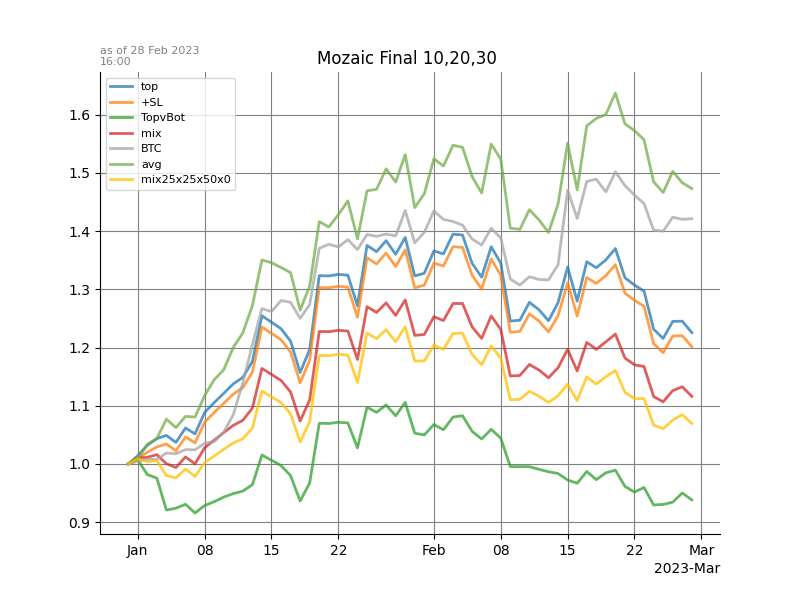 as of 28 Feb 2023
16:00
Mozaic Final 10,20,30
top
+SL
TopvBot
mix
BTC
avg
mix25x25x50x0
1.6
1.5
1.4
1.3
1.2
1.1
1.0
0.9
Jan 08 15 22 Feb 08 15 22 Mar
2023-Mar